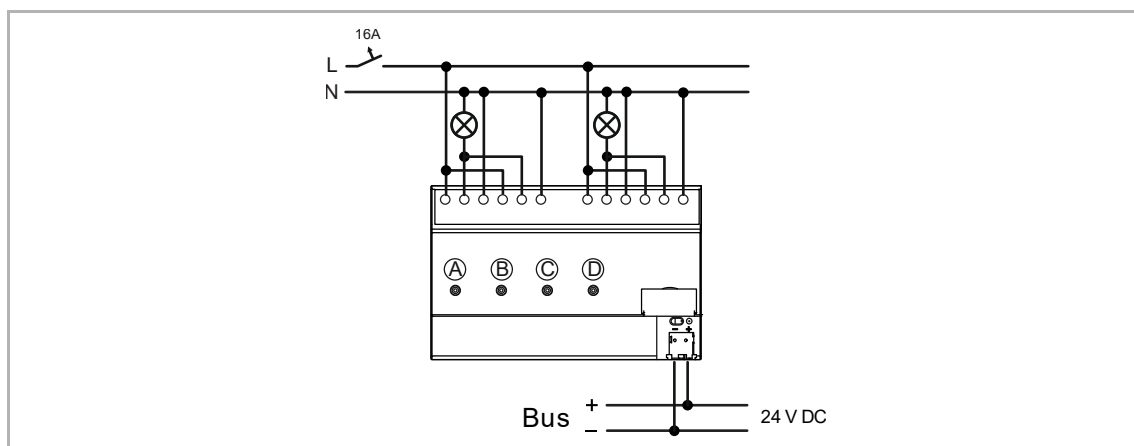 16A
L
N
A B C D
– +
Bus + 24 V DC
–